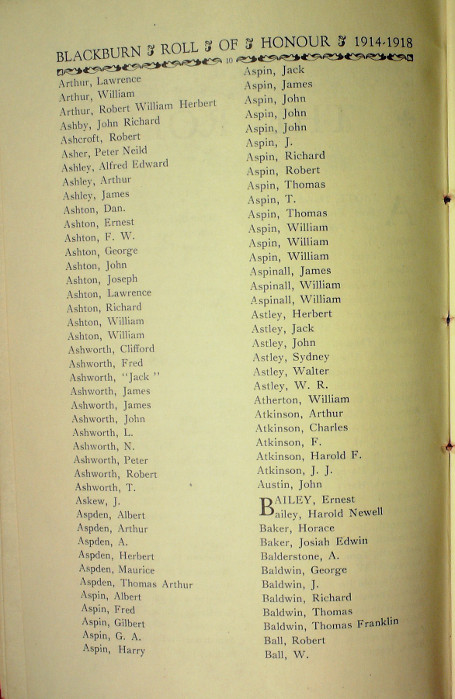 BLACKBURN ROLL OF HONOUR 1914-1918
10
Arthur, Lawrence
Arthur, William
Arthur, Robert William Herbert
Ashby, John Richard
Ashcroft, Robert
Asher, Peter Neild
Ashley, Alfred Edward
Ashley, Arthur
Ashley, James
Ashton, Dan.
Ashton, Ernest
Ashton, F. W.
Ashton, George
Ashton, John
Ashton, Joseph
Ashton, Lawrence
Ashton, Richard
Ashton, William
Ashton, William
Ashworth, Clifford
Ashworth, Fred
Ashworth, "Jack"
Ashworth, James
Ashworth, James
Ashworth, John
Ashworth, L.
Ashworth, N.
Ashworth, Peter
Ashworth, Robert
Ashworth, T.
Askew, J.
Aspden, Albert
Aspden, Arthur
Aspden, A.
Aspden, Herbert
Aspden, Maurice
Aspden, Thomas Arthur
Aspin, Albert
Aspin, Fred
Aspin, Gilbert
Aspin, G. A.
Aspin, Harry
Aspin, Jack
Aspin, James
Aspin, John
Aspin, John
Aspin, John
Aspin, J.
Aspin, Richard
Aspin, Robert
Aspin, Thomas
Aspin, T.
Aspin, Thomas
Aspin, William
Aspin, William
Aspin, William
Aspinall, James
Aspinall, William
Aspinall, William
Astley, Herbert
Astley, Jack
Astley, John
Astley, Sydney
Astley, Walter
Astley, W. R.
Atherton, William
Atkinson, Arthur
Atkinson, Charles
Atkinson, F.
Atkinson, Harold F.
Atkinson, J. J.
Austin, John
BAILEY, Ernest
Bailey, Harold Newell
Baker, Horace
Baker, Josiah Edwin
Balderstone, A.
Baldwin, George
Baldwin, J.
Baldwin, Richard
Baldwin, Thomas
Baldwin, Thomas Franklin
Ball, Robert
Ball, W.